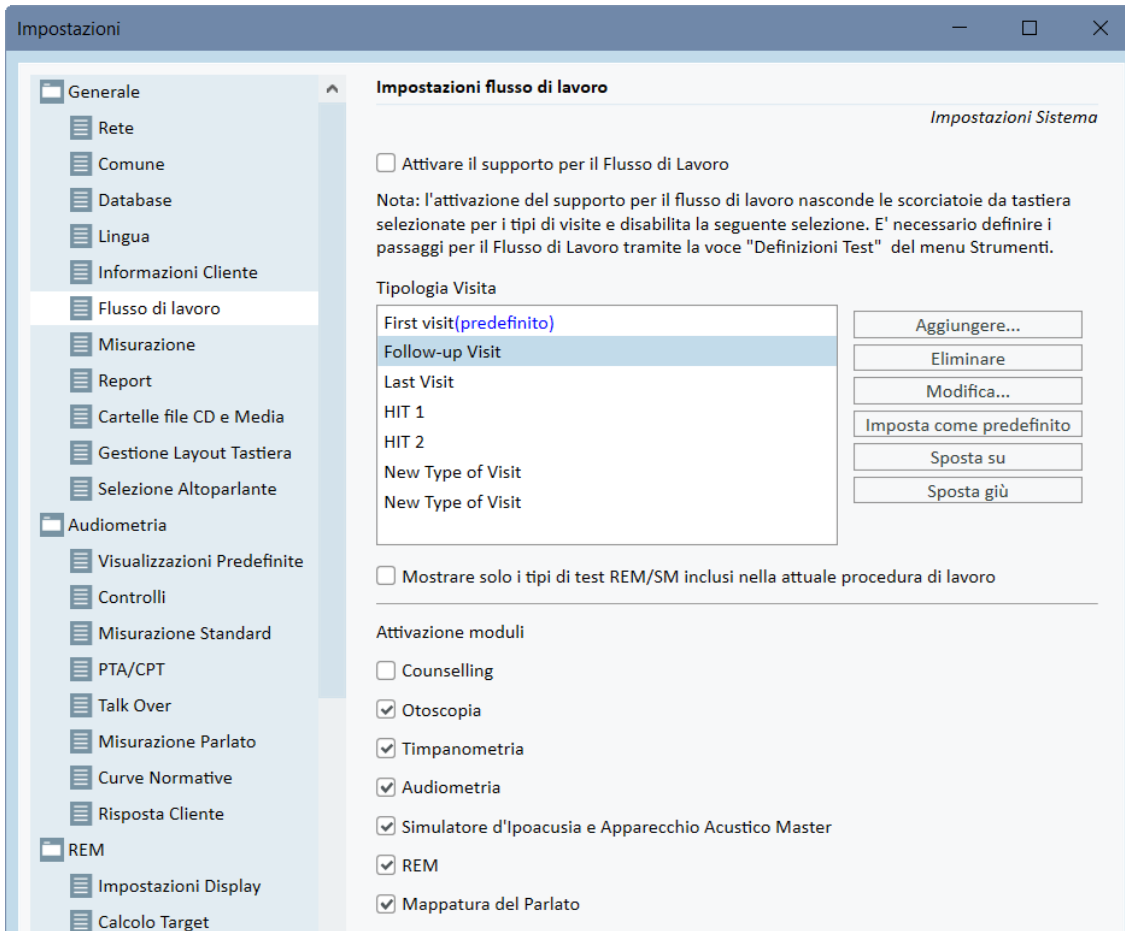 Impostazioni
Generale
Rete
Comune
Database
Lingua
Informazioni Cliente
Flusso di lavoro
Misurazione
Report
Cartelle file CD e Media
Gestione Layout Tastiera
Selezione Altoparlante
Audiometria
Visualizzazioni Predefinite
Controlli
Misurazione Standard
PTA/CPT
Talk Over
Misurazione Parlato
Curve Normative
Risposta Cliente
REM
Impostazioni Display
Calcolo Target
Impostazioni flusso di lavoro
Impostazioni Sistema
Attivare il supporto per il Flusso di Lavoro
Nota: l'attivazione del supporto per il flusso di lavoro nasconde le scorciatoie da tastiera
selezionate per i tipi di visite e disabilita la seguente selezione. E' necessario definire i
passaggi per il Flusso di Lavoro tramite la voce "Definizioni Test"  del menu Strumenti.
Tipologia Visita
First visit(predefinito)
Follow-up Visit
Last Visit
HIT 1
HIT 2
New Type of Visit
New Type of Visit
Aggiungere...
Eliminare
Modifica...
Imposta come predefinito
Sposta su
Sposta giù
Mostrare solo i tipi di test REM/SM inclusi nella attuale procedura di lavoro
Attivazione moduli
Counselling
Otoscopia
Timpanometria
Audiometria
Simulatore d'Ipoacusia e Apparecchio Acustico Master
REM
Mappatura del Parlato